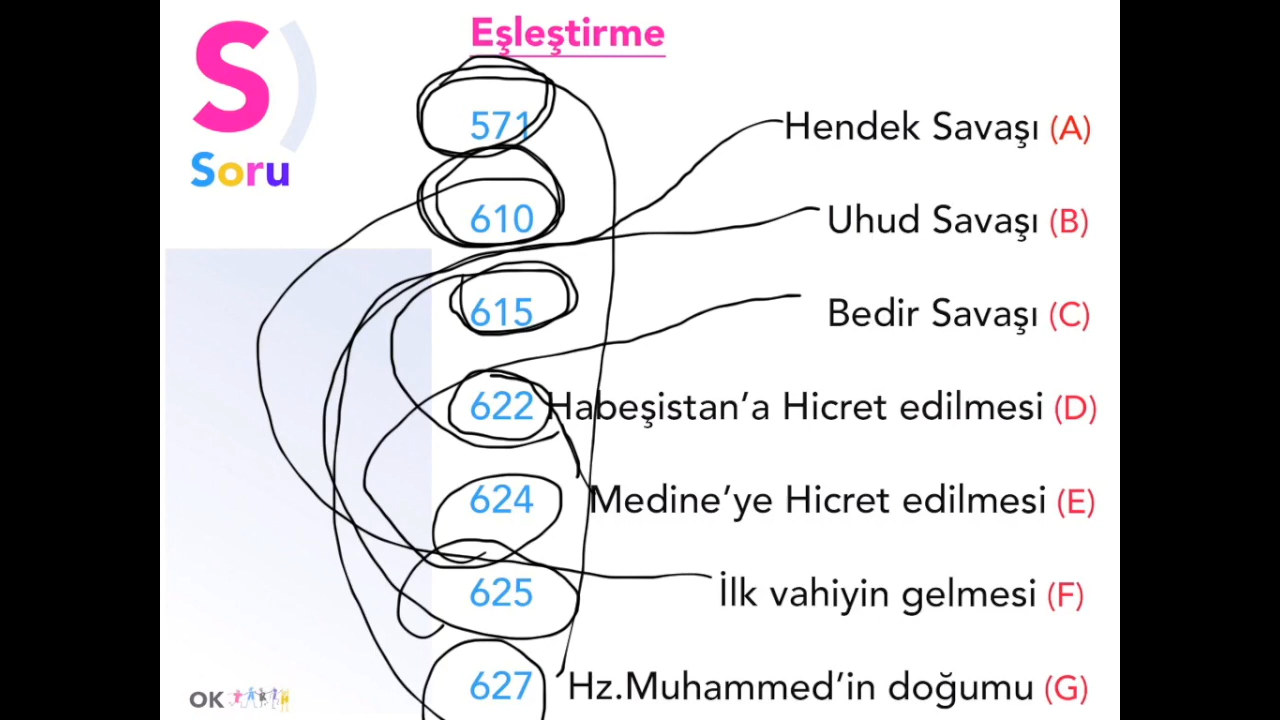 Eşleştirme
S)
Soru
571
Hendek Savaşı (A)
610
Uhud Savaşı (B)
615
Bedir Savaşı (C)
622
Habeşistan’a Hicret edilmesi (D)
624
Medine’ye Hicret edilmesi (E)
625
İlk vahiyin gelmesi (F)
627
Hz.Muhammed’in doğumu (G)
OK